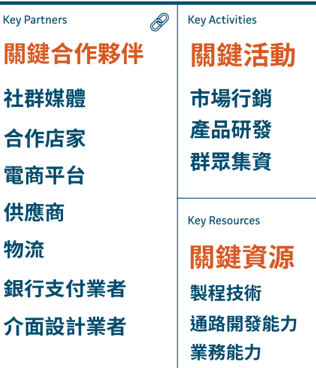 Key Partners
關鍵合作夥伴
社群媒體
合作店家
電商平台
供應商
物流
銀行支付業者
介面設計業者
Key Activities
關鍵活動
市場行銷
產品研發
群眾集資
Key Resources
關鍵資源
製程技術
通路開發能力
業務能力